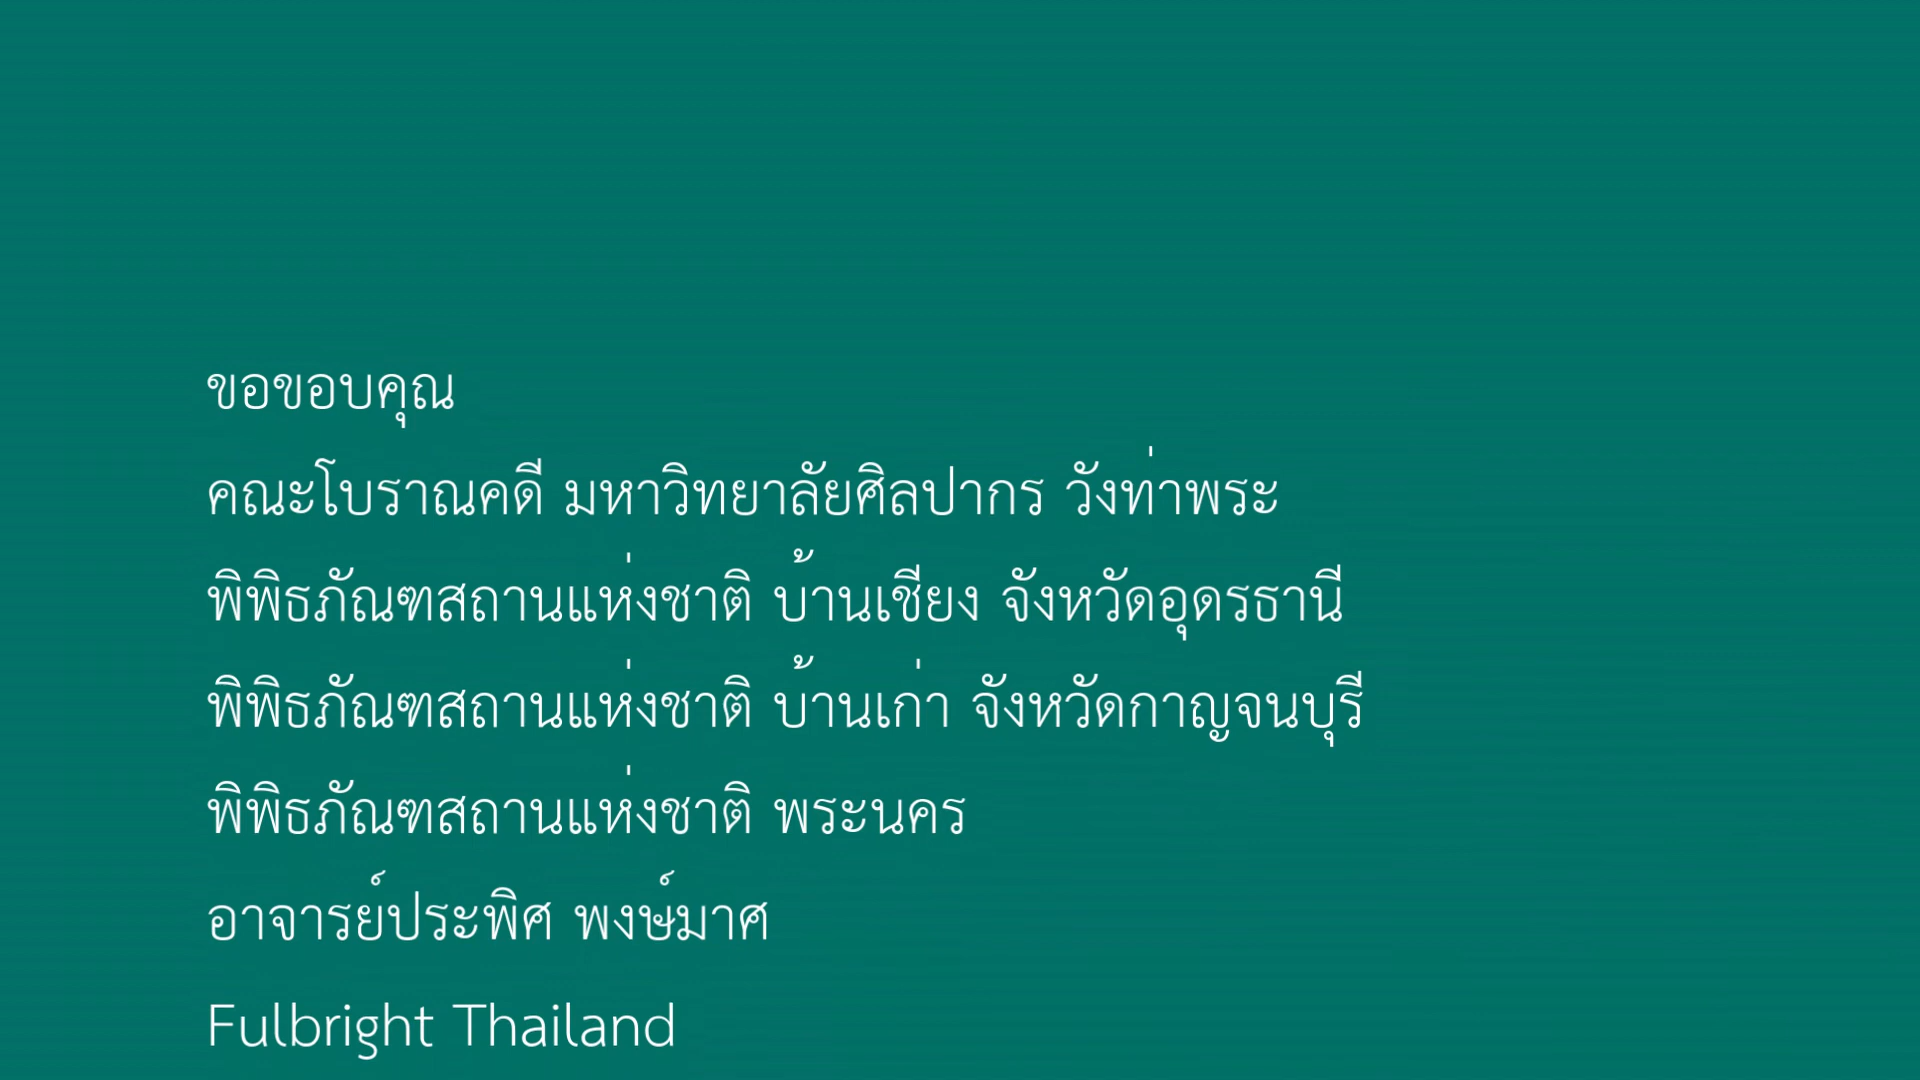 ขอขอบคุณ
คณะโบราณคดี มหาวิทยาลัยศิลปากร วังท่าพระ
พิพิธภัณฑสถานแห่งชาติ บ้านเชียง จังหวัดอุดรธานี
พิพิธภัณฑสถานแห่งชาติ บ้านเก่า จังหวัดกาญจนบุรี
พิพิธภัณฑสถานแห่งชาติ พระนคร
อาจารย์ประพิศ พงษ์มาศ
Fulbright Thailand